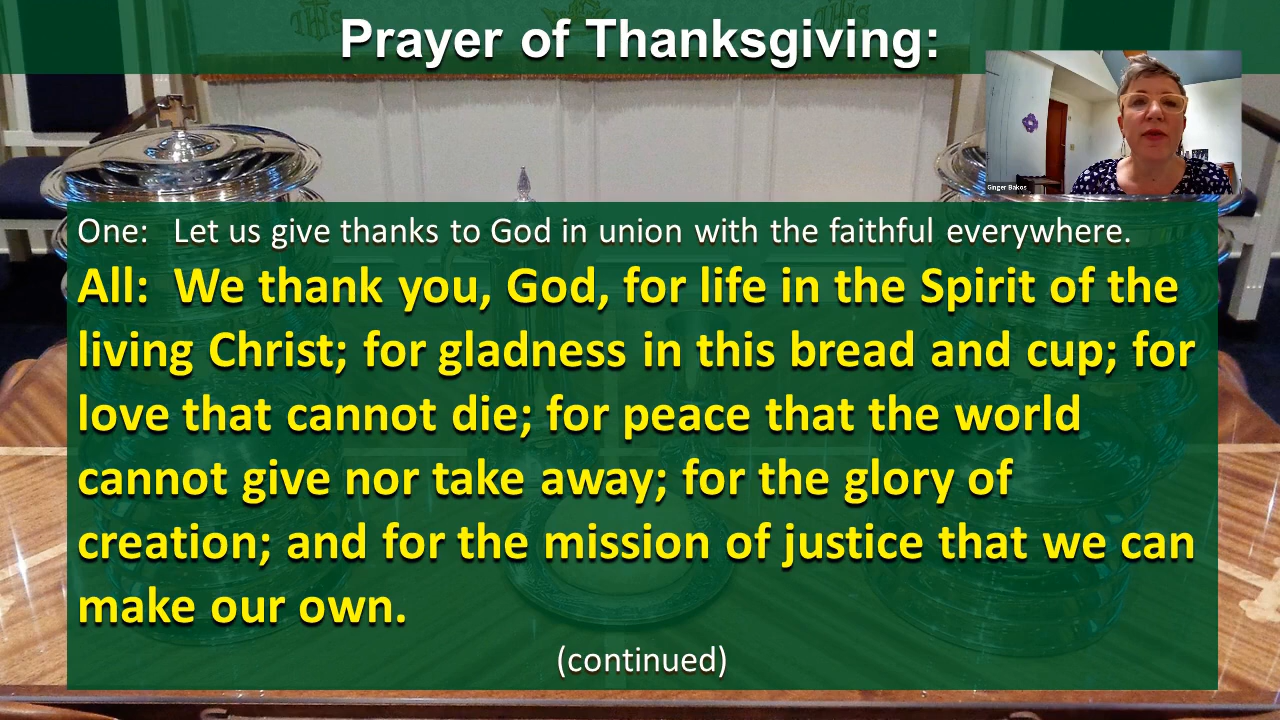 Prayer of Thanksgiving:
Ginger Bakos
One: Let us give thanks to God in union with the faithful everywhere.
All: We thank you, God, for life in the Spirit of the
living Christ; for gladness in this bread and cup; for
love that cannot die; for peace that the world
cannot give nor take away; for the glory of
creation; and for the mission of justice that we can
make our own.
(continued)